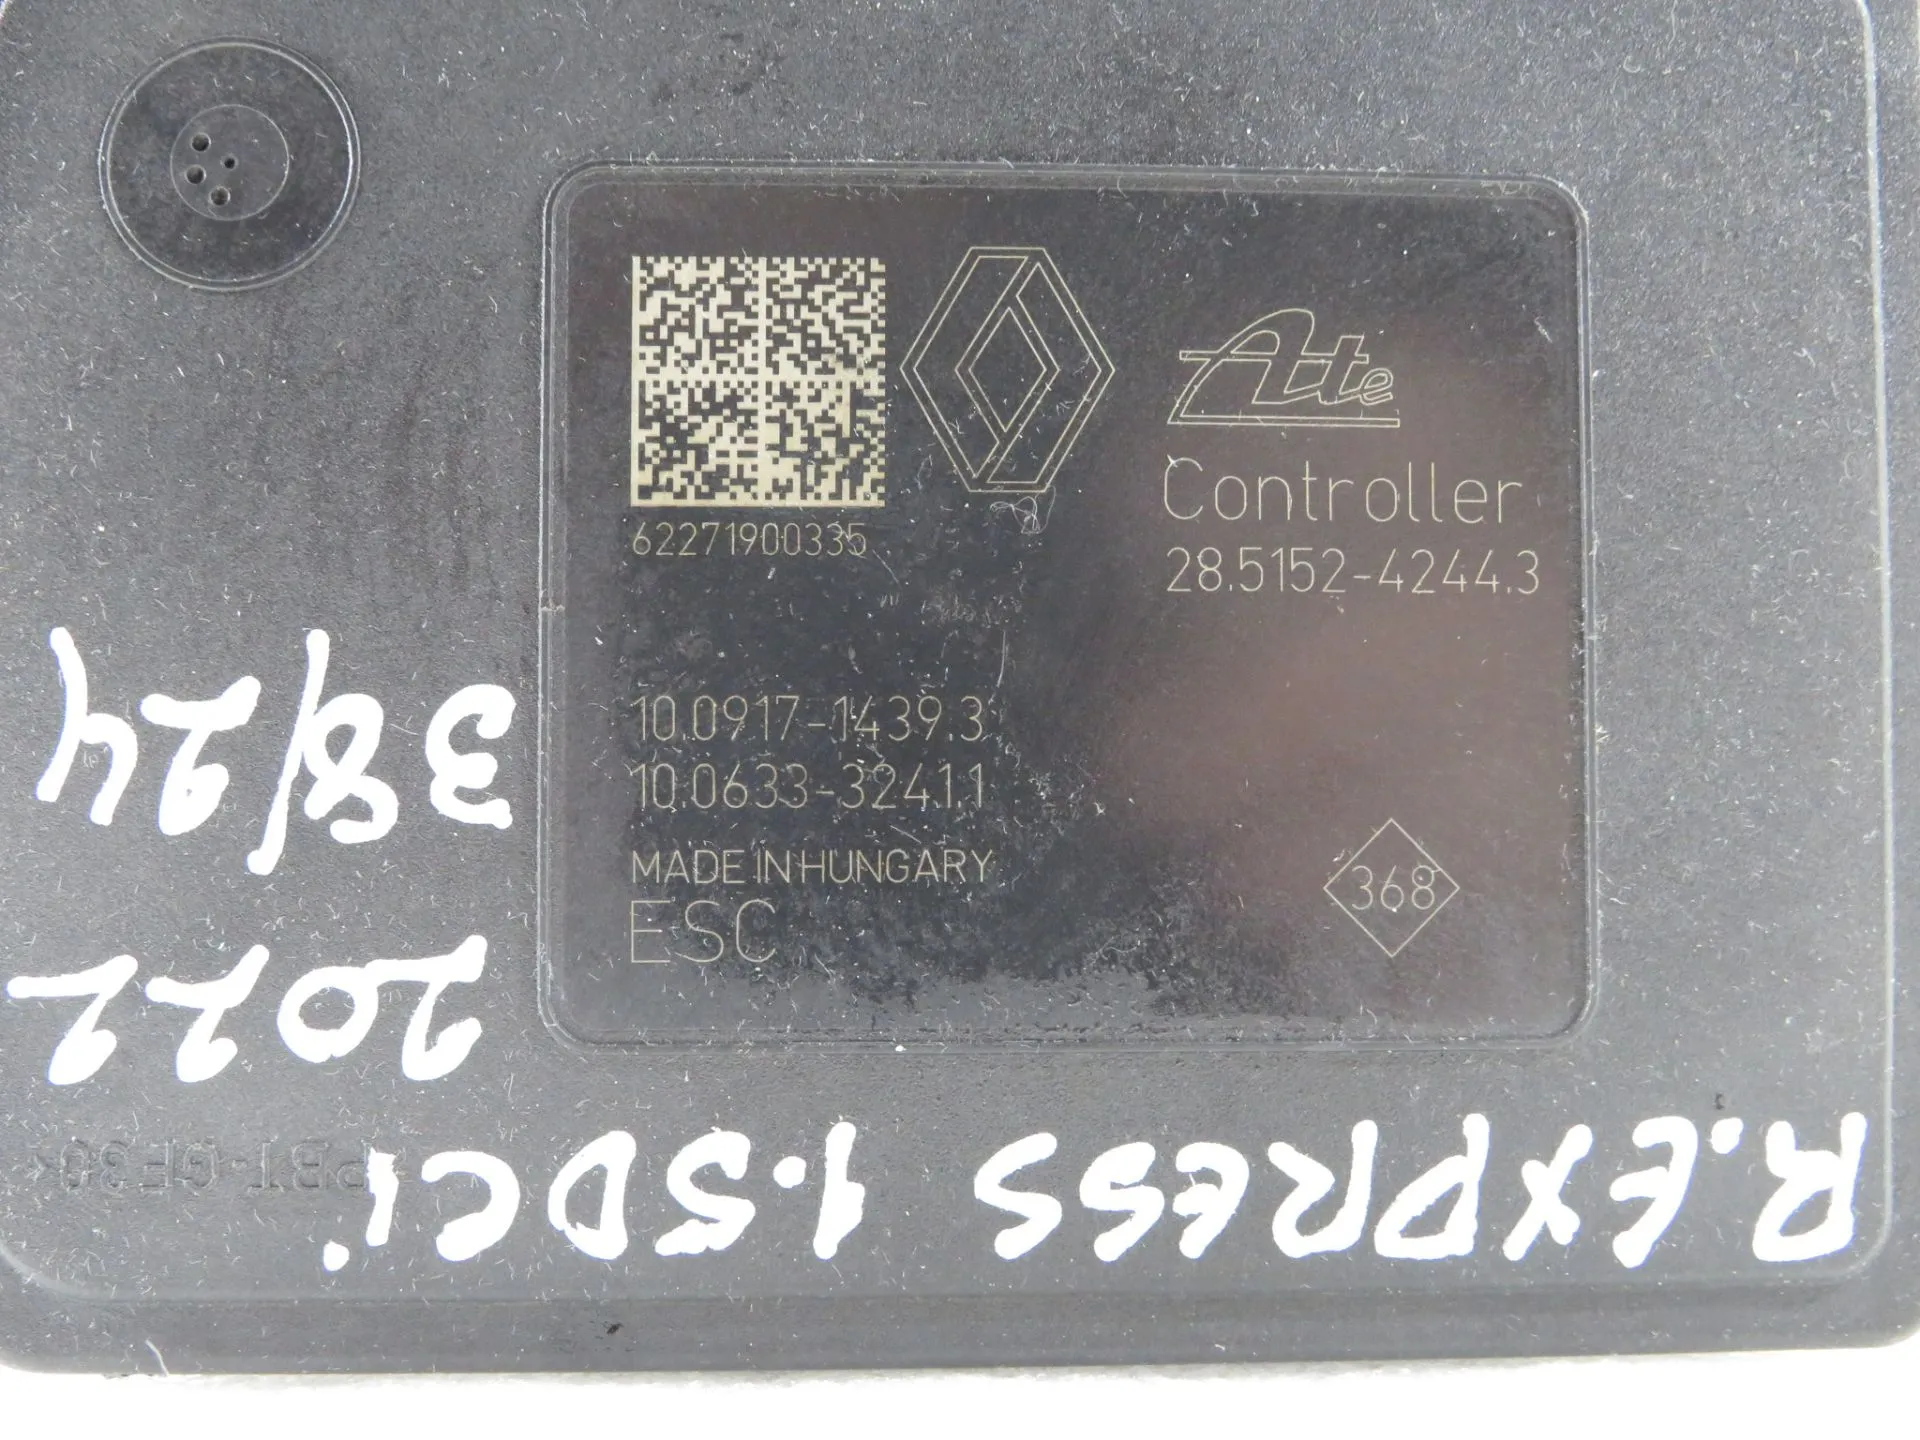 Ate
Controller
28.5152-4244.3
62271900335
10.0917-1439.3
10.0633-3241.1
MADE IN HUNGARY
ESC
368
R.EXPRESS 1.5DCi
2022
38/24